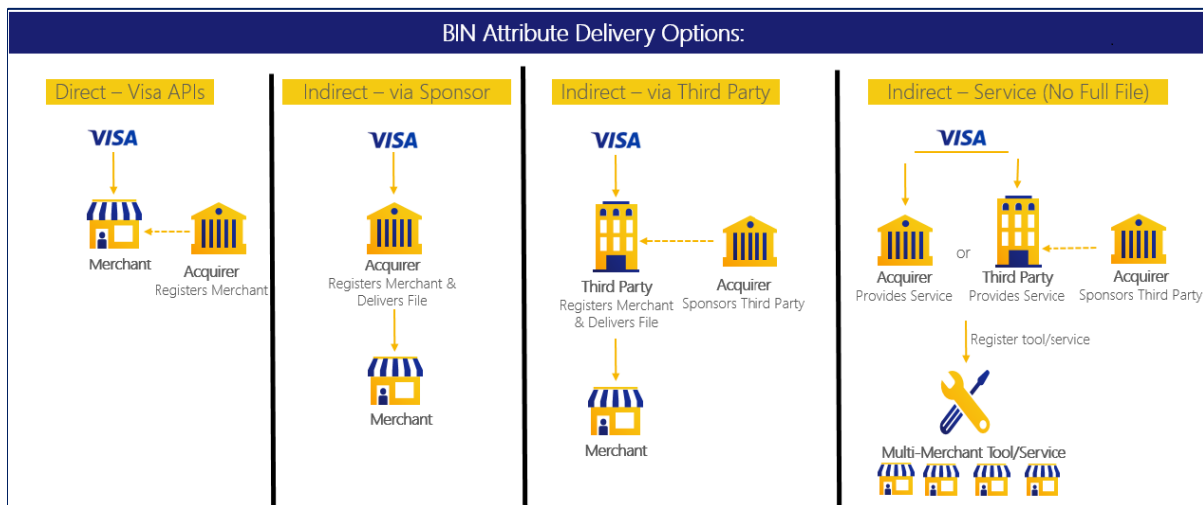 BIN Attribute Delivery Options:
Direct – Visa APIs
VISA
Merchant
Acquirer
Registers Merchant
Indirect – via Sponsor
VISA
Acquirer
Registers Merchant &
Delivers File
Merchant
Indirect – via Third Party
VISA
Third Party
Registers Merchant
& Delivers File
Acquirer
Sponsors Third Party
Merchant
Indirect – Service (No Full File)
VISA
Acquirer
Provides Service
or
Third Party
Provides Service
Acquirer
Sponsors Third Party
Register tool/service
Multi-Merchant Tool/Service